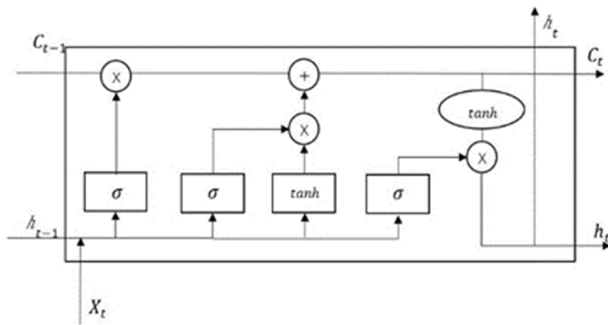 h_t
C_{t-1}
C_t
x
+
tanh
x
x
σ
σ
tanh
σ
h_{t-1}
h_t
X_t